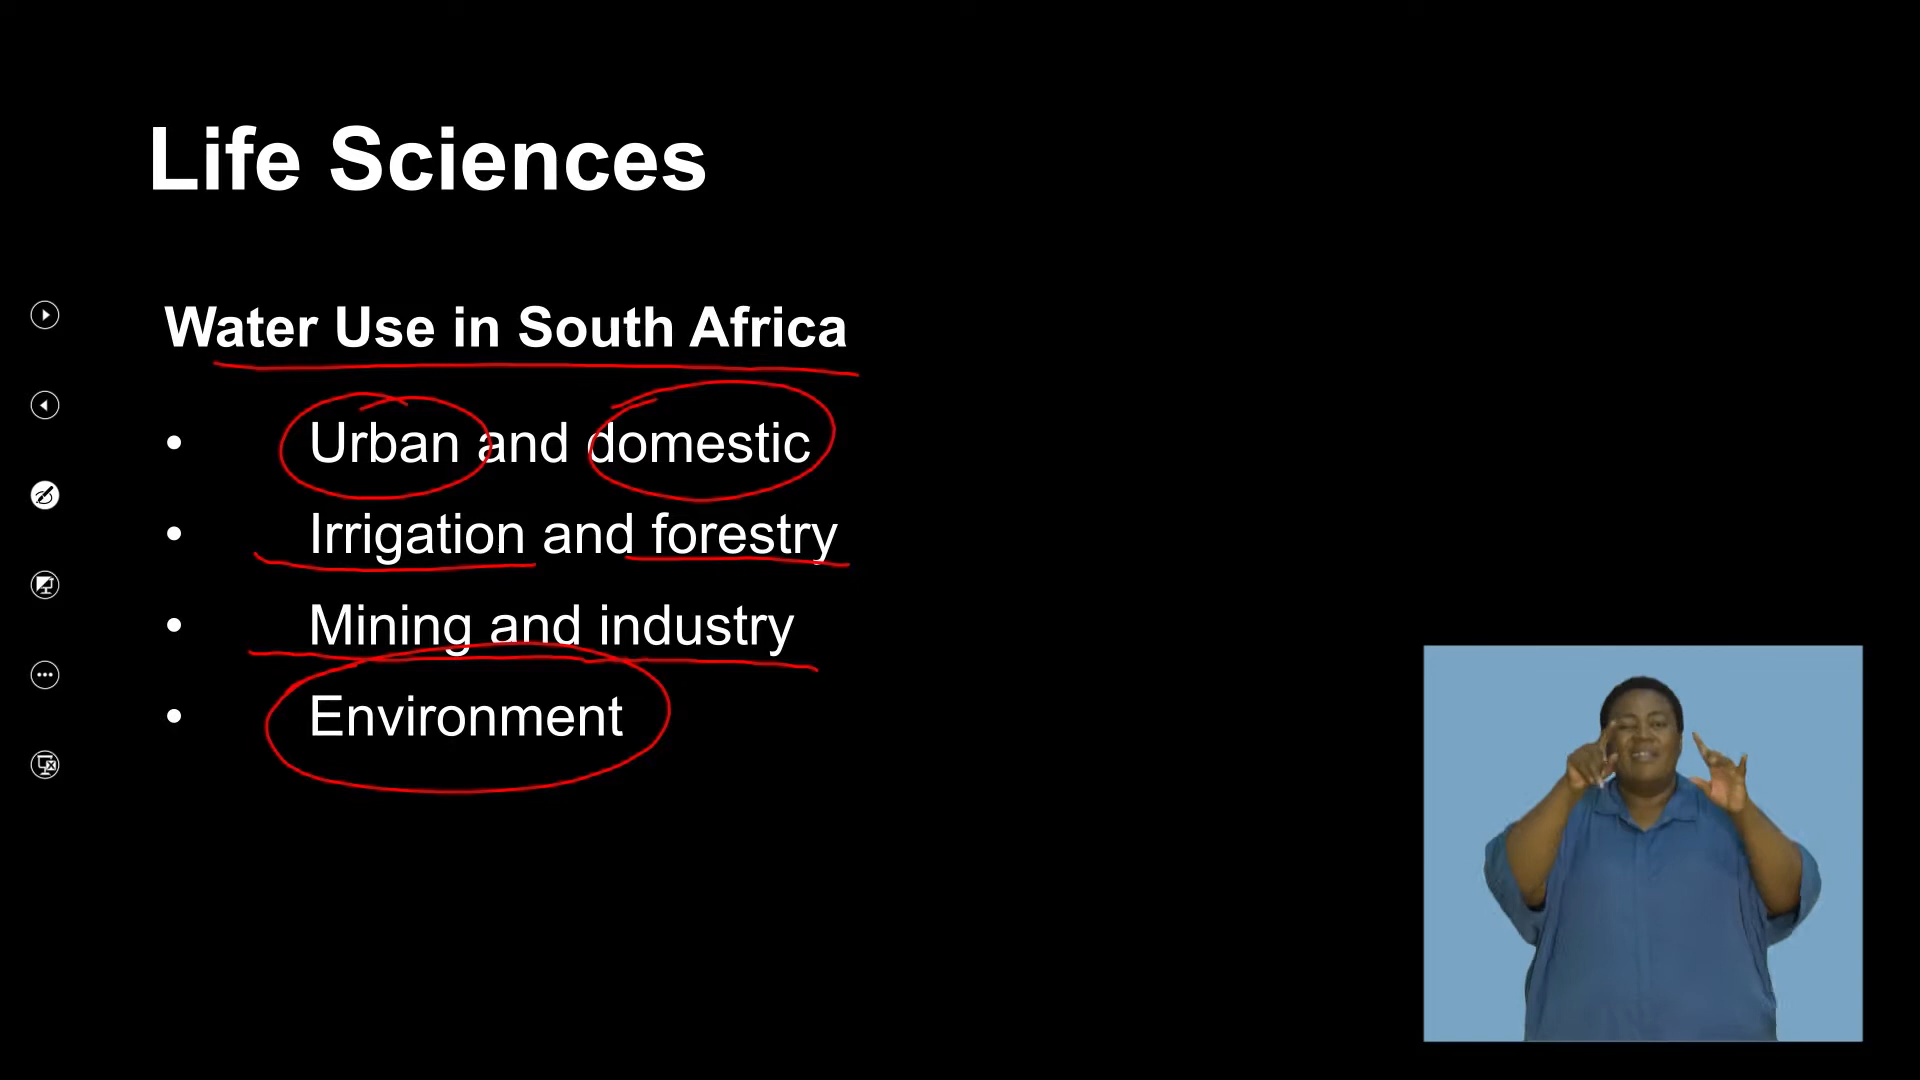 Life Sciences
Water Use in South Africa
• Urban and domestic
• Irrigation and forestry
• Mining and industry
• Environment